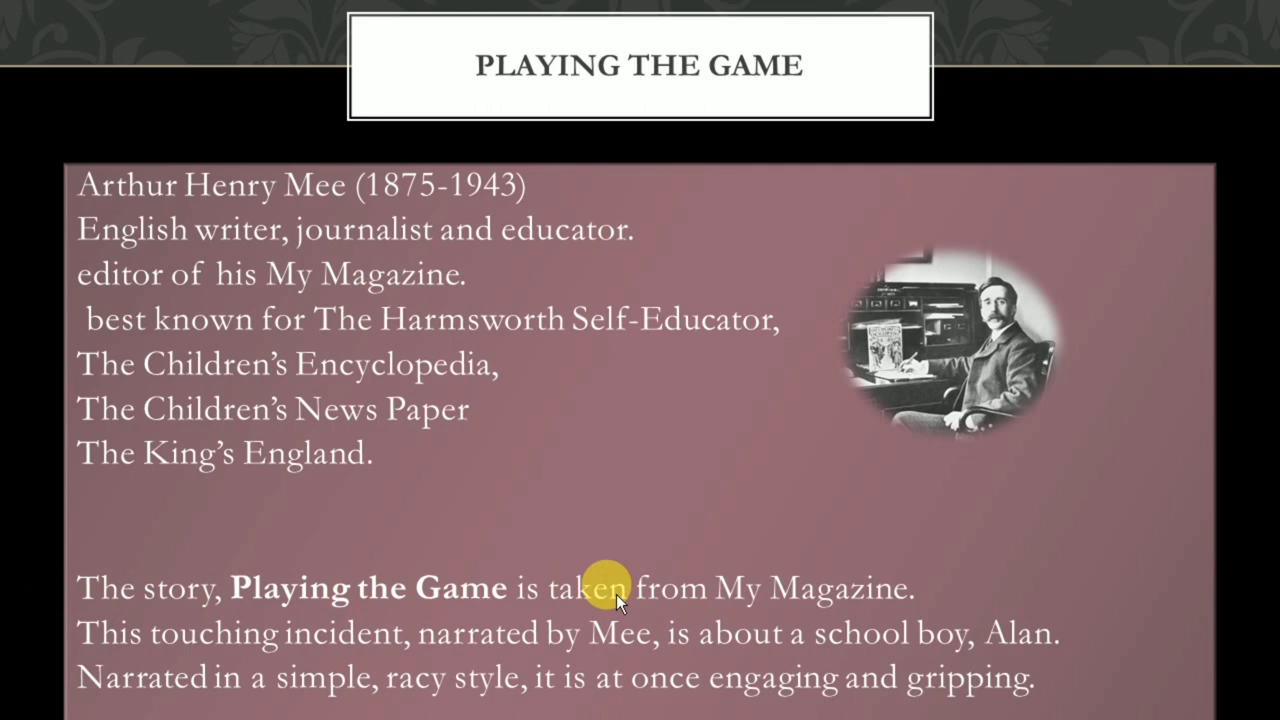 PLAYING THE GAME
Arthur Henry Mee (1875-1943)
English writer, journalist and educator.
editor of his My Magazine.
best known for The Harmsworth Self-Educator,
The Children’s Encyclopedia,
The Children’s News Paper
The King’s England.
The story, Playing the Game is taken from My Magazine.
This touching incident, narrated by Mee, is about a school boy, Alan.
Narrated in a simple, racy style, it is at once engaging and gripping.